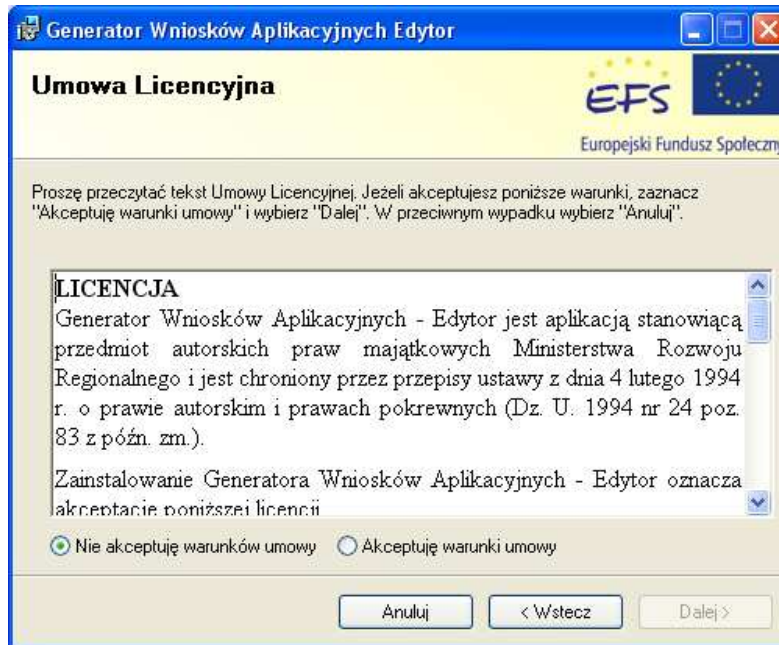 Generator Wniosków Aplikacyjnych Edytor
Umowa Licencyjna
EFS
Europejski Fundusz Społeczny
Proszę przeczytać tekst Umowy Licencyjnej. Jeżeli akceptujesz poniższe warunki, zaznacz
"Akceptuję warunki umowy" i wybierz "Dalej". W przeciwnym wypadku wybierz "Anuluj".
LICENCJA
Generator Wniosków Aplikacyjnych - Edytor jest aplikacją stanowiącą
przedmiot autorskich praw majątkowych Ministerstwa Rozwoju
Regionalnego i jest chroniony przez przepisy ustawy z dnia 4 lutego 1994
r. o prawie autorskim i prawach pokrewnych (Dz. U. 1994 nr 24 poz.
83 z późn. zm.).
Zainstalowanie Generatora Wniosków Aplikacyjnych - Edytor oznacza
akceptację poniższej licencji
Nie akceptuję warunków umowy
Akceptuję warunki umowy
Anuluj
< Wstecz
Dalej >